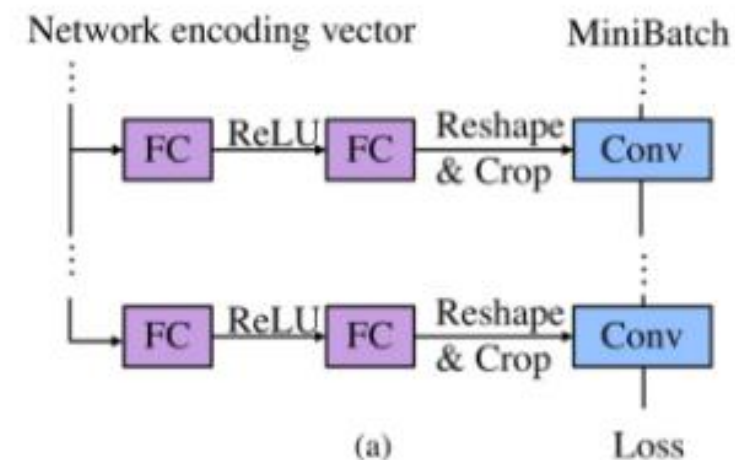 Network encoding vector MiniBatch
FC ReLU FC Reshape & Crop Conv
FC ReLU FC Reshape & Crop Conv
(a) Loss